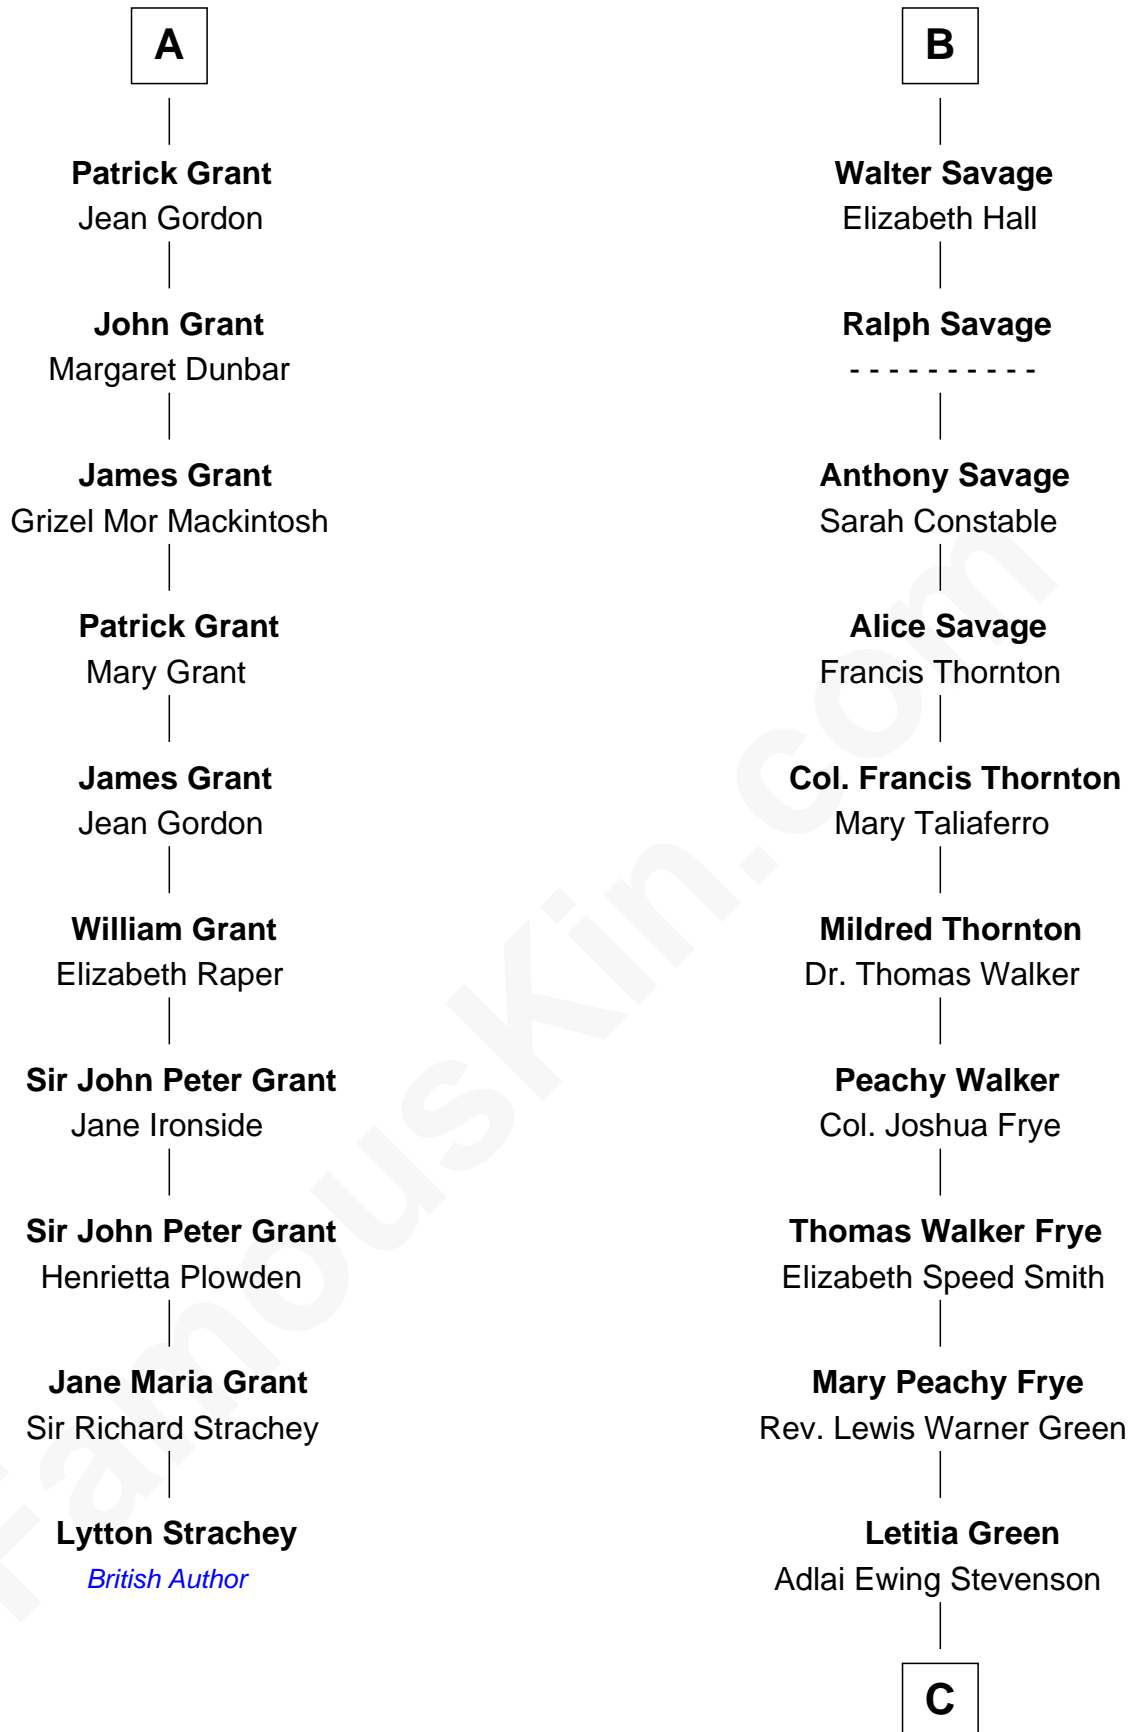 A
Patrick Grant
Jean Gordon
John Grant
Margaret Dunbar
James Grant
Grizel Mor Mackintosh
Patrick Grant
Mary Grant
James Grant
Jean Gordon
William Grant
Elizabeth Raper
Sir John Peter Grant
Jane Ironside
Sir John Peter Grant
Henrietta Plowden
Jane Maria Grant
Sir Richard Strachey
Lytton Strachey
British Author
B
Walter Savage
Elizabeth Hall
Ralph Savage
- - - - - - - - - -
Anthony Savage
Sarah Constable
Alice Savage
Francis Thornton
Col. Francis Thornton
Mary Taliaferro
Mildred Thornton
Dr. Thomas Walker
Peachy Walker
Col. Joshua Frye
Thomas Walker Frye
Elizabeth Speed Smith
Mary Peachy Frye
Rev. Lewis Warner Green
Letitia Green
Adlai Ewing Stevenson
C
FamousKin.com